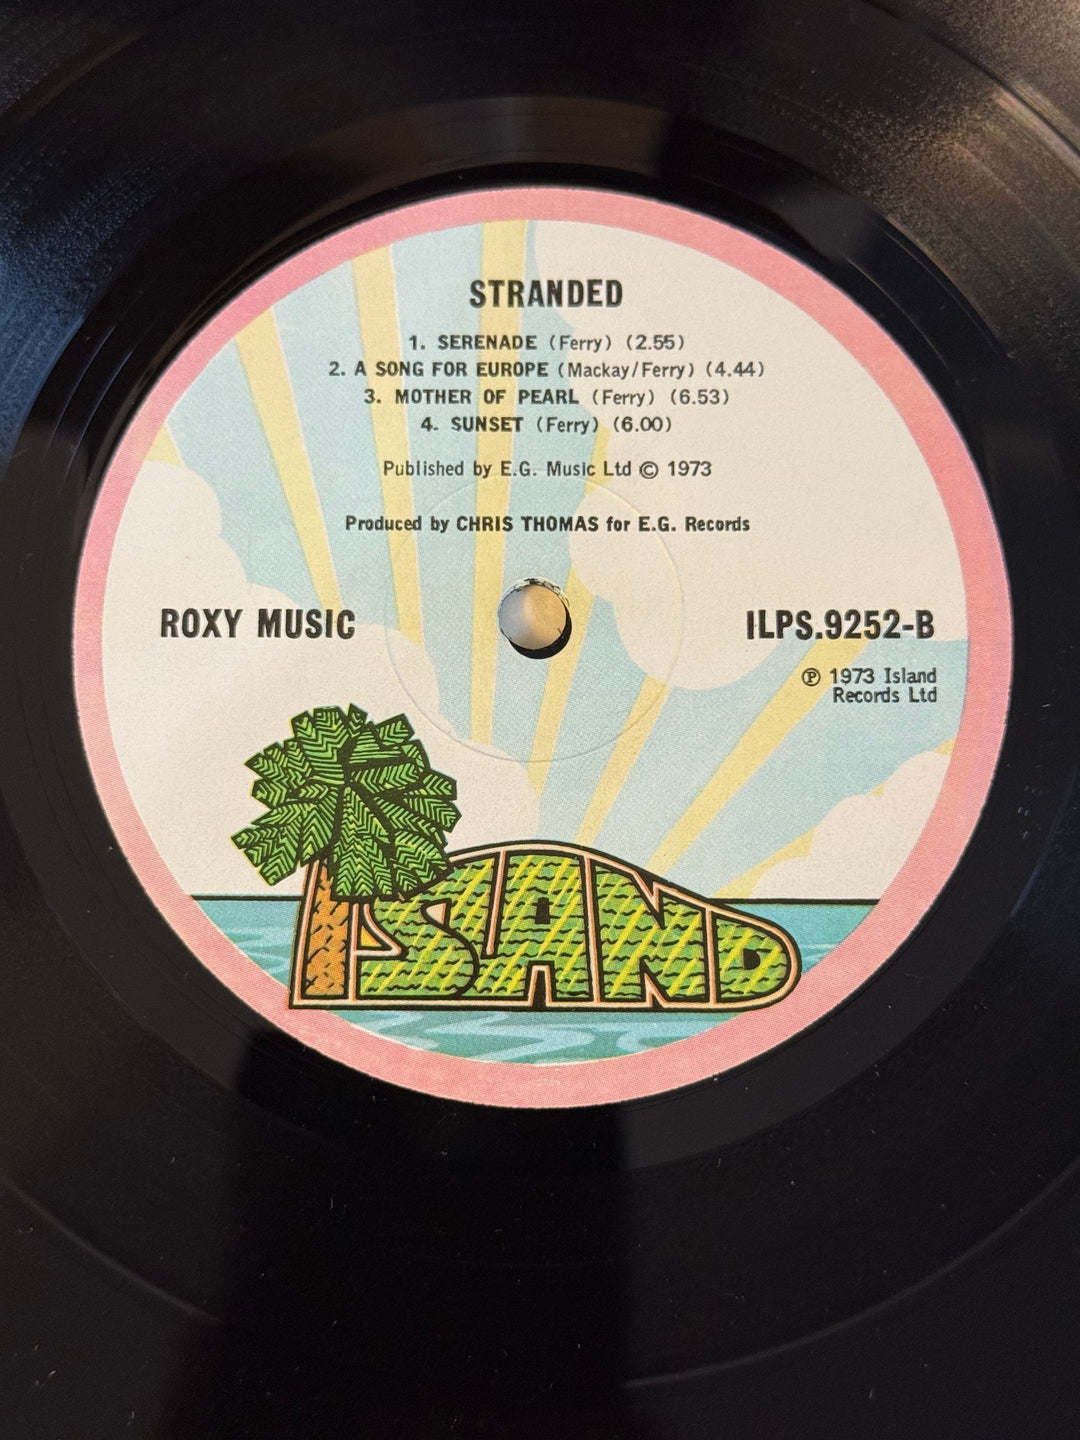 STRANDED
1. SERENADE (Ferry) (2.55)
2. A SONG FOR EUROPE (Mackay/Ferry) (4.44)
3. MOTHER OF PEARL (Ferry) (6.53)
4. SUNSET (Ferry) (6.00)
Published by E.G. Music Ltd © 1973
Produced by CHRIS THOMAS for E.G. Records
ROXY MUSIC
ILPS.9252-B
℗ 1973 Island
Records Ltd
ISLAND